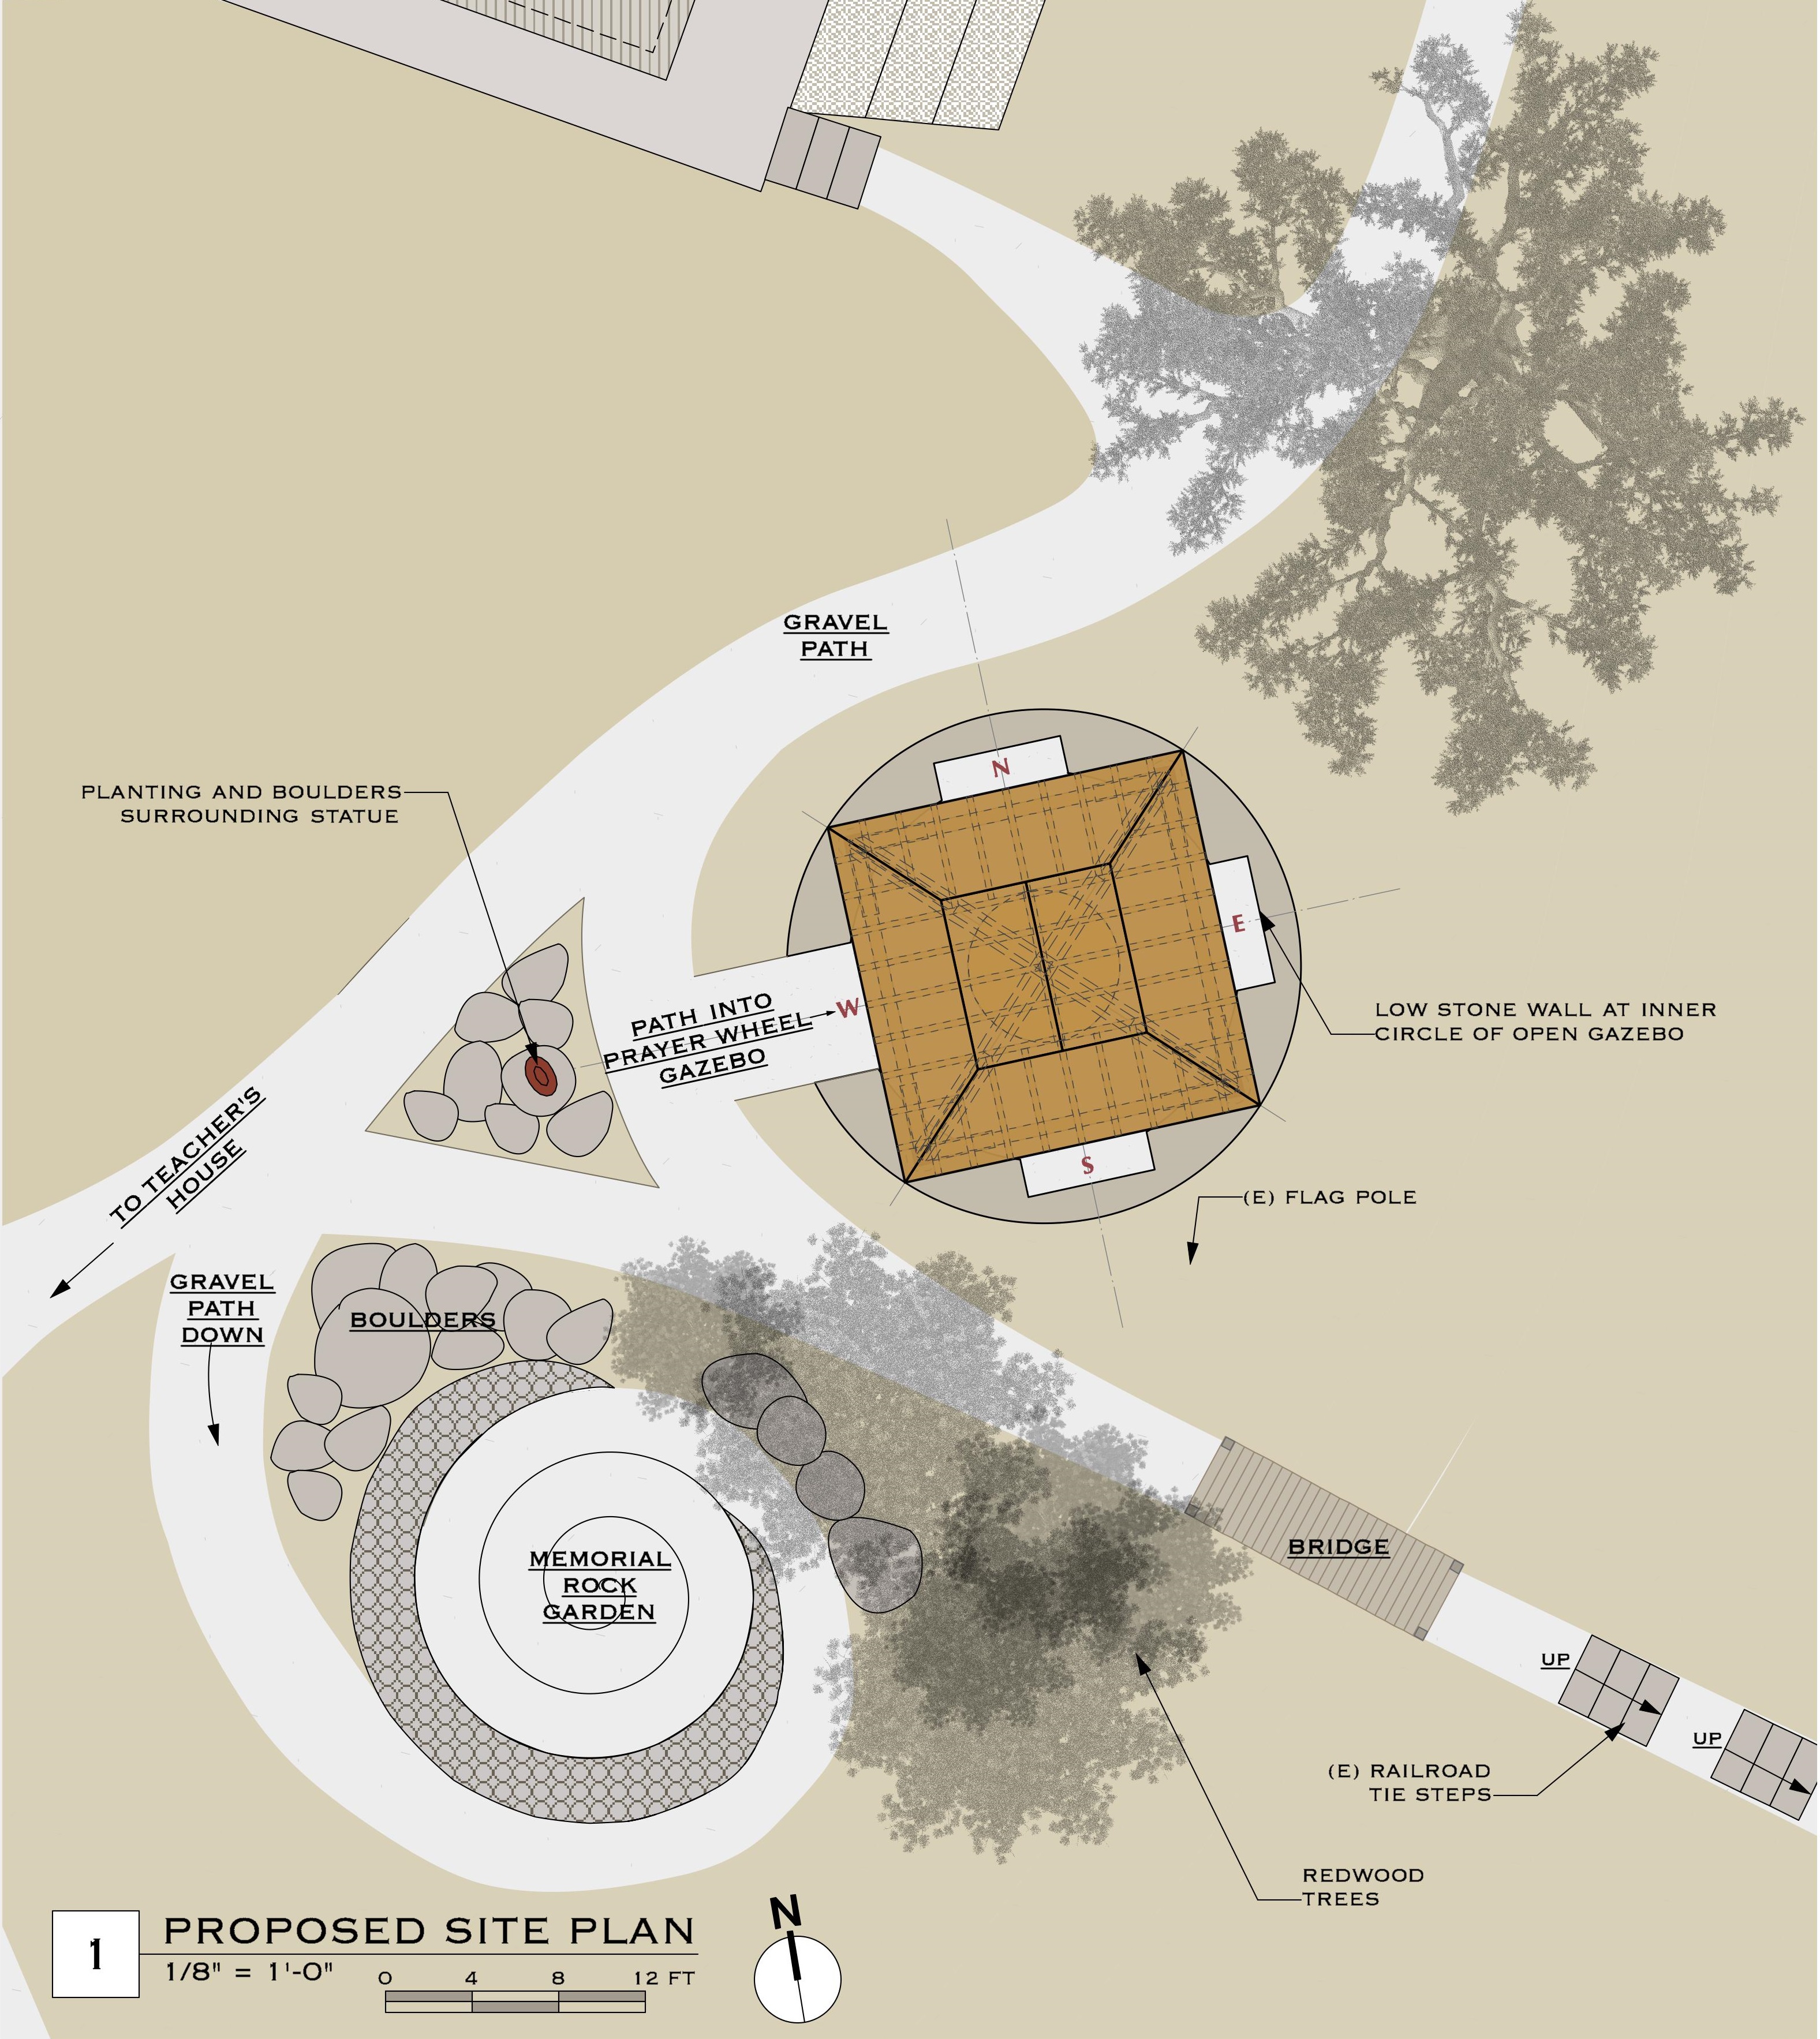 GRAVEL
PATH
N
PLANTING AND BOULDERS
SURROUNDING STATUE
E
W
PATH INTO
PRAYER WHEEL
GAZEBO
LOW STONE WALL AT INNER
CIRCLE OF OPEN GAZEBO
S
TO TEACHER'S
HOUSE
(E) FLAG POLE
GRAVEL
PATH
DOWN
BOULDERS
BRIDGE
MEMORIAL
ROCK
GARDEN
UP
UP
(E) RAILROAD
TIE STEPS
REDWOOD
TREES
N
1
PROPOSED SITE PLAN
1/8" = 1'-0"
0 4 8 12 FT